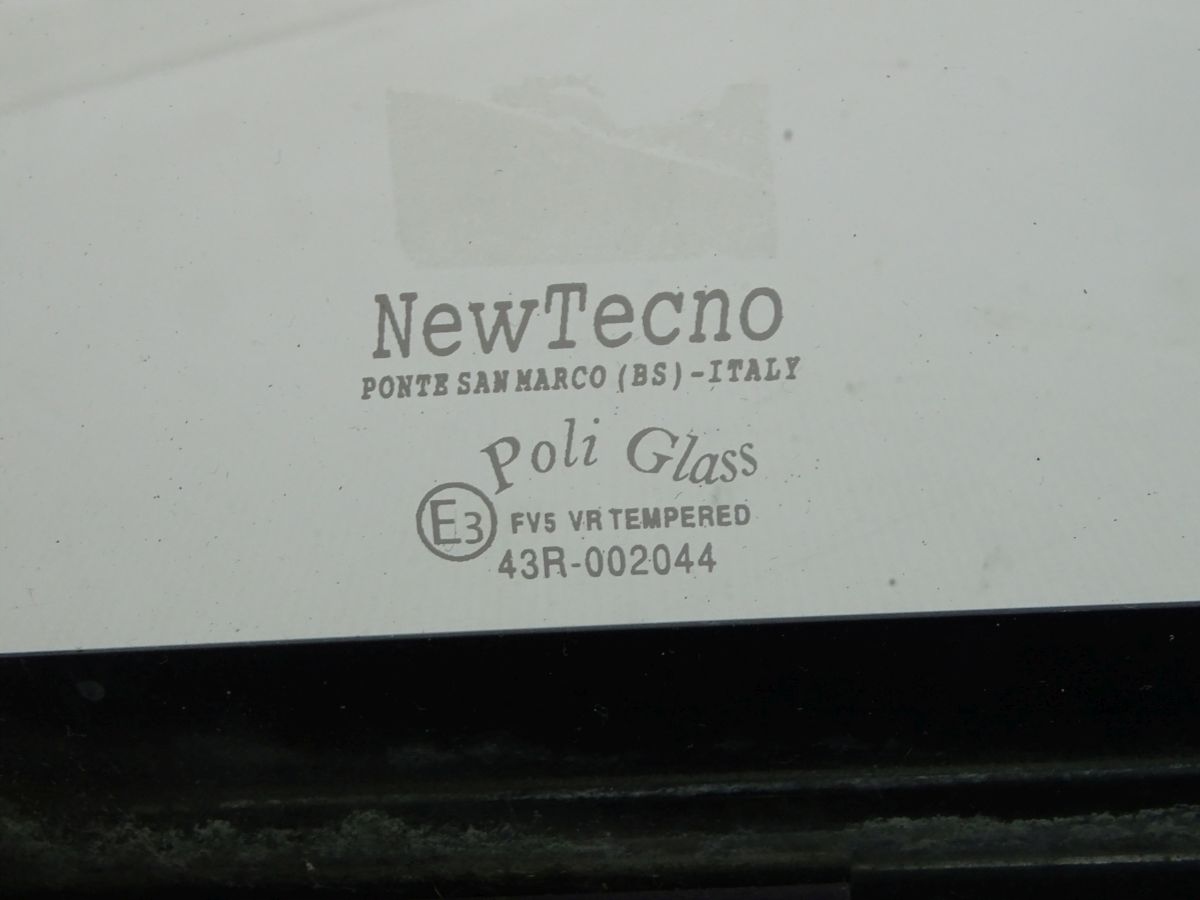 NewTecno
PONTE SAN MARCO (BS)-ITALY
Poli Glass
E3 FV5 VR TEMPERED
43R-002044